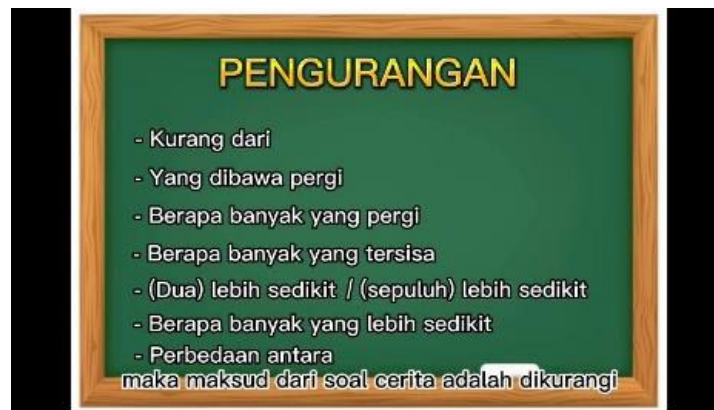 PENGURANGAN
- Kurang dari
- Yang dibawa pergi
- Berapa banyak yang pergi
- Berapa banyak yang tersisa
- (Dua) lebih sedikit / (sepuluh) lebih sedikit
- Berapa banyak yang lebih sedikit
- Perbedaan antara
maka maksud dari soal cerita adalah dikurangi